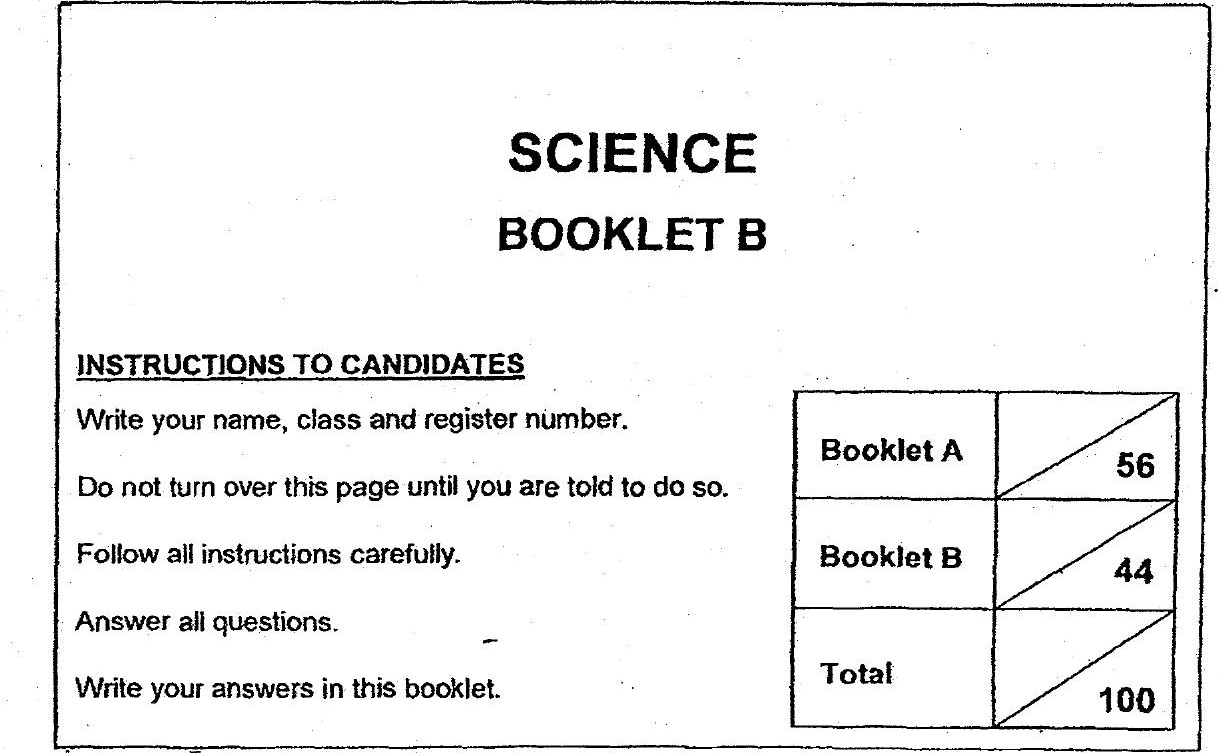 SCIENCE
BOOKLET B
INSTRUCTIONS TO CANDIDATES
Write your name, class and register number.
Do not turn over this page until you are told to do so.
Follow all instructions carefully.
Answer all questions.
Write your answers in this booklet.
Booklet A 56
Booklet B 44
Total 100